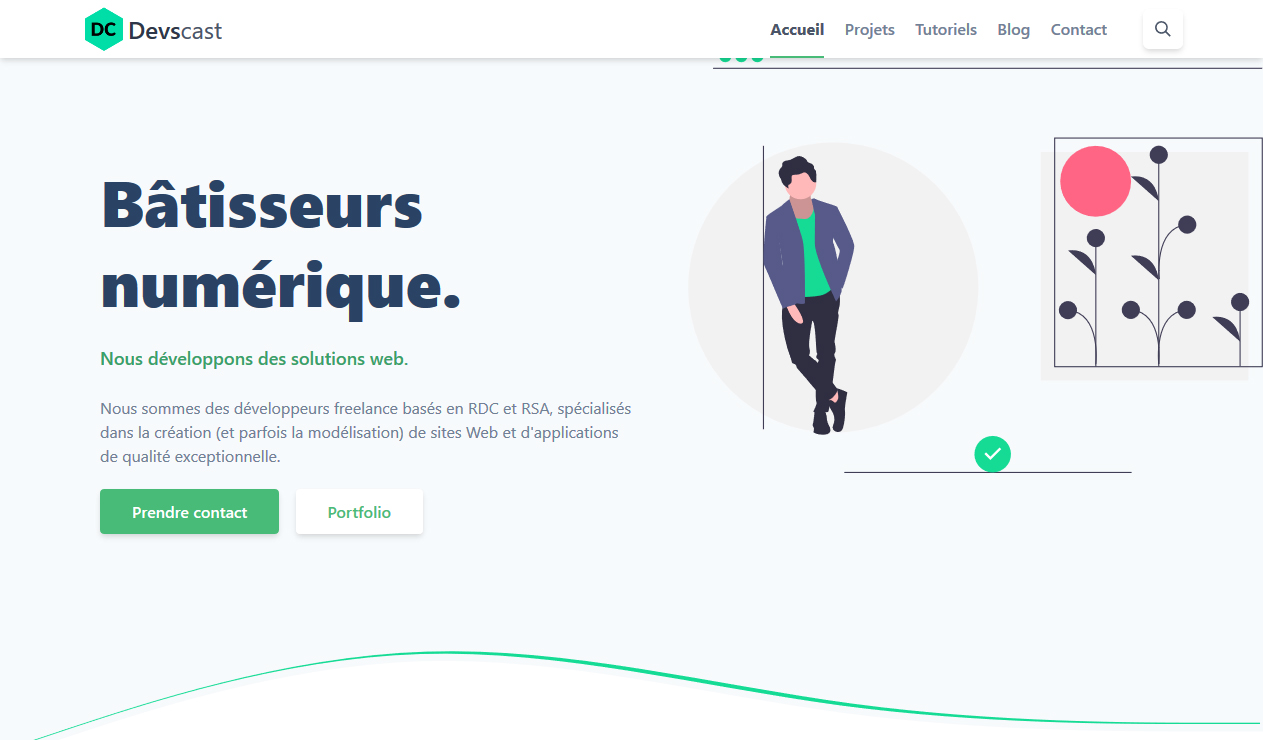 DC Devscast
Accueil Projets Tutoriels Blog Contact
Bâtisseurs
numérique.
Nous développons des solutions web.
Nous sommes des développeurs freelance basés en RDC et RSA, spécialisés
dans la création (et parfois la modélisation) de sites Web et d'applications
de qualité exceptionnelle.
Prendre contact Portfolio